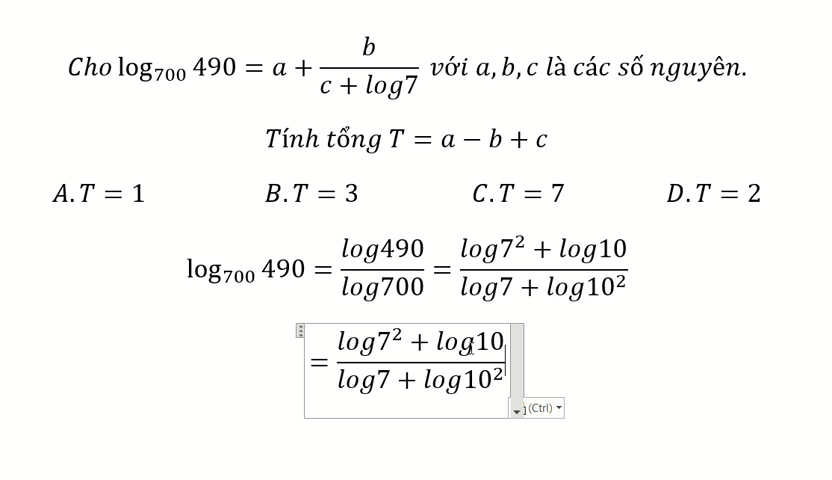 Cho log₇₀₀ 490 = a + b/(c + log7) với a, b, c là các số nguyên.
Tính tổng T = a − b + c
A. T = 1 B. T = 3 C. T = 7 D. T = 2
log₇₀₀ 490 = log490/log700 = (log7² + log10)/(log7 + log10²)
= (log7² + log10)/(log7 + log10²)
(Ctrl)